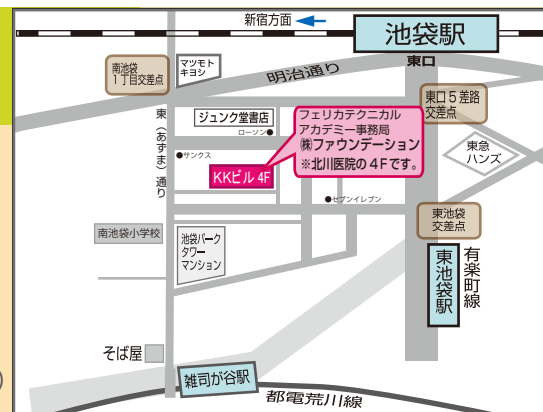 新宿方面
池袋駅
東口
マツモト
キヨシ
南池袋
1丁目交差点
明治通り
東口5差路
交差点
ジュンク堂書店
ローソン
フェリカテクニカル
アカデミー事務局
㈱ファウンデーション
※北川医院の4Fです。
東急
ハンズ
サンクス
KKビル 4F
東(あずま)通り
セブンイレブン
東池袋
交差点
南池袋小学校
池袋パーク
タワー
マンション
東池袋駅
有楽町線
そば屋
雑司が谷駅
都電荒川線